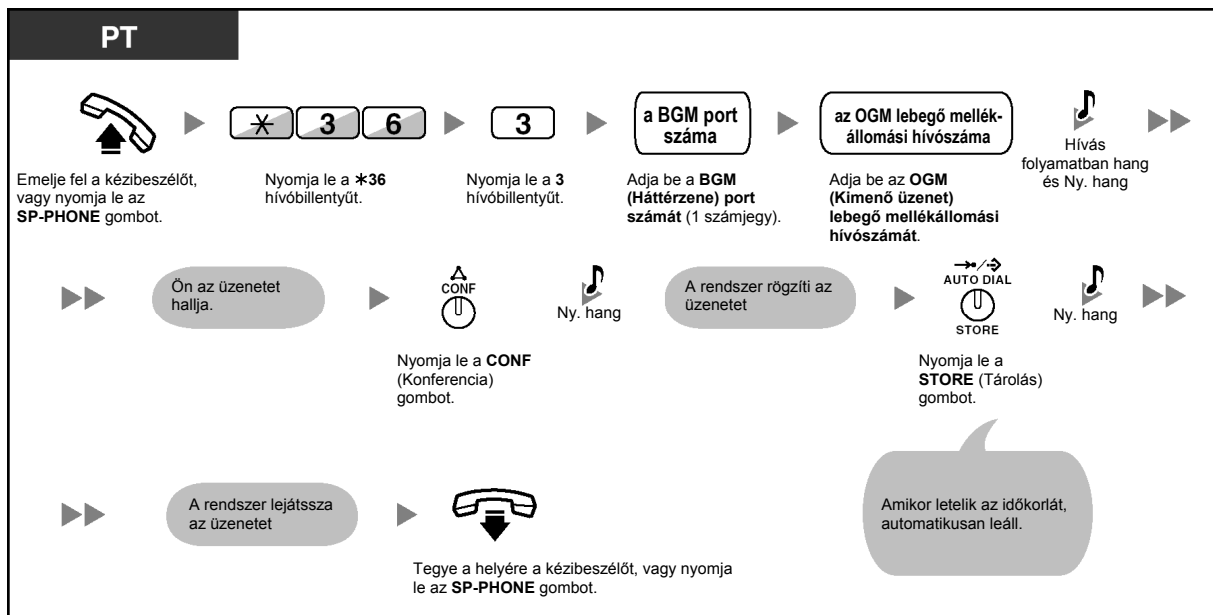 PT
✳ 3 6
3
a BGM port
száma
az OGM lebegő mellék-
állomási hívószáma
Emelje fel a kézibeszélőt,
vagy nyomja le az
SP-PHONE gombot.
Nyomja le a ✳36
hívóbillentyűt.
Nyomja le a 3
hívóbillentyűt.
Adja be a BGM
(Háttérzene) port
számát (1 számjegy).
Adja be az OGM
(Kimenő üzenet)
lebegő mellékállomási
hívószámát.
Hívás
folyamatban hang
és Ny. hang
Ön az üzenetet
hallja.
CONF
Ny. hang
Nyomja le a CONF
(Konferencia)
gombot.
A rendszer rögzíti az
üzenetet
AUTO DIAL
STORE
Nyomja le a
STORE (Tárolás)
gombot.
Ny. hang
Amikor letelik az időkorlát,
automatikusan leáll.
A rendszer lejátssza
az üzenetet
Tegye a helyére a kézibeszélőt, vagy nyomja
le az SP-PHONE gombot.